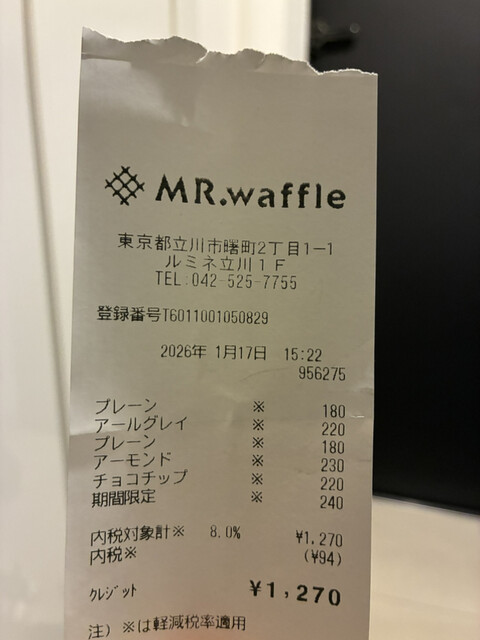 MR.waffle
東京都立川市曙町2丁目1-1
ルミネ立川1F
TEL:042-525-7755
登録番号T6011001050829
2026年 1月17日 15:22
956275
プレーン ※ 180
アールグレイ ※ 220
プレーン ※ 180
アーモンド ※ 230
チョコチップ ※ 220
期間限定 ※ 240
内税対象計※ 8.0% ¥1,270
内税※ (¥94)
クレジット ¥1,270
注) ※は軽減税率適用